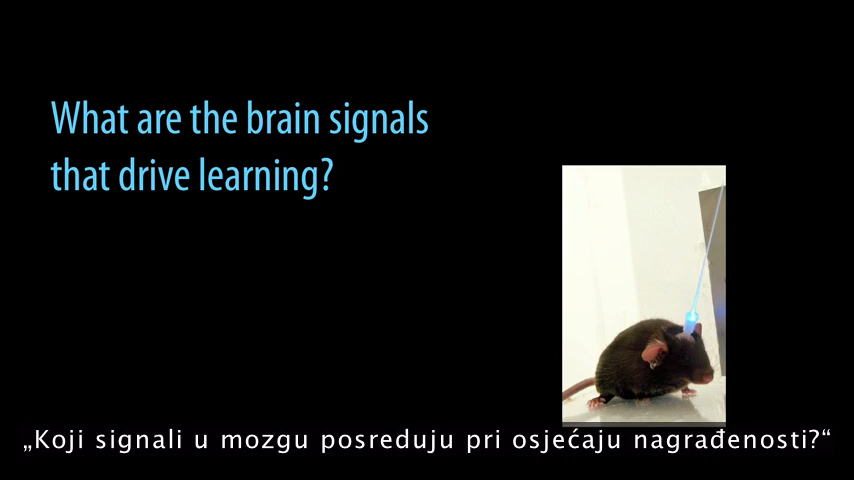 What are the brain signals
that drive learning?
„Koji signali u mozgu posreduju pri osjećaju nagrađenosti?“